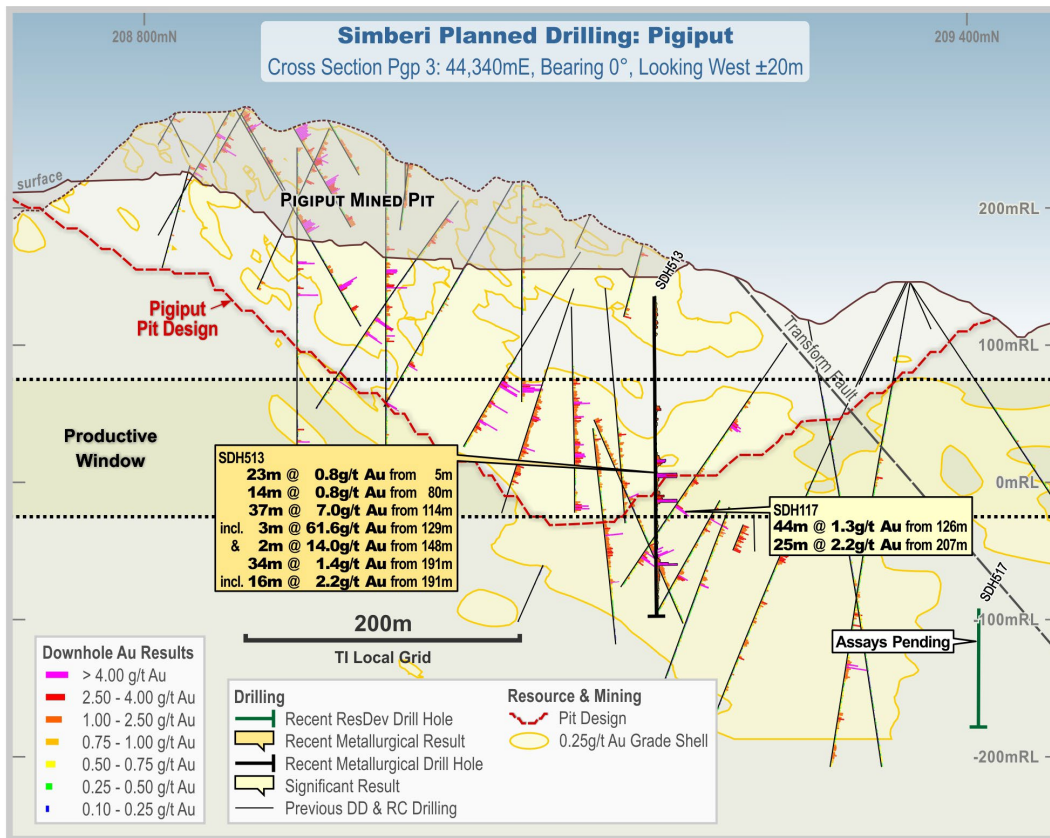 208 800mN
209 400mN
Simberi Planned Drilling: Pigiput
Cross Section Pgp 3: 44,340mE, Bearing 0°, Looking West ±20m
surface
PIGIPUT MINED PIT
200mRL
SDH513
Pigiput
Pit Design
Transform Fault
100mRL
Productive
Window
0mRL
SDH513
23m @ 0.8g/t Au from 5m
14m @ 0.8g/t Au from 80m
37m @ 7.0g/t Au from 114m
incl. 3m @ 61.6g/t Au from 129m
& 2m @ 14.0g/t Au from 148m
34m @ 1.4g/t Au from 191m
incl. 16m @ 2.2g/t Au from 191m
SDH117
44m @ 1.3g/t Au from 126m
25m @ 2.2g/t Au from 207m
SDH517
-100mRL
Assays Pending
200m
TI Local Grid
-200mRL
Downhole Au Results
> 4.00 g/t Au
2.50 - 4.00 g/t Au
1.00 - 2.50 g/t Au
0.75 - 1.00 g/t Au
0.50 - 0.75 g/t Au
0.25 - 0.50 g/t Au
0.10 - 0.25 g/t Au
Drilling
Recent ResDev Drill Hole
Recent Metallurgical Result
Recent Metallurgical Drill Hole
Significant Result
Previous DD & RC Drilling
Resource & Mining
Pit Design
0.25g/t Au Grade Shell